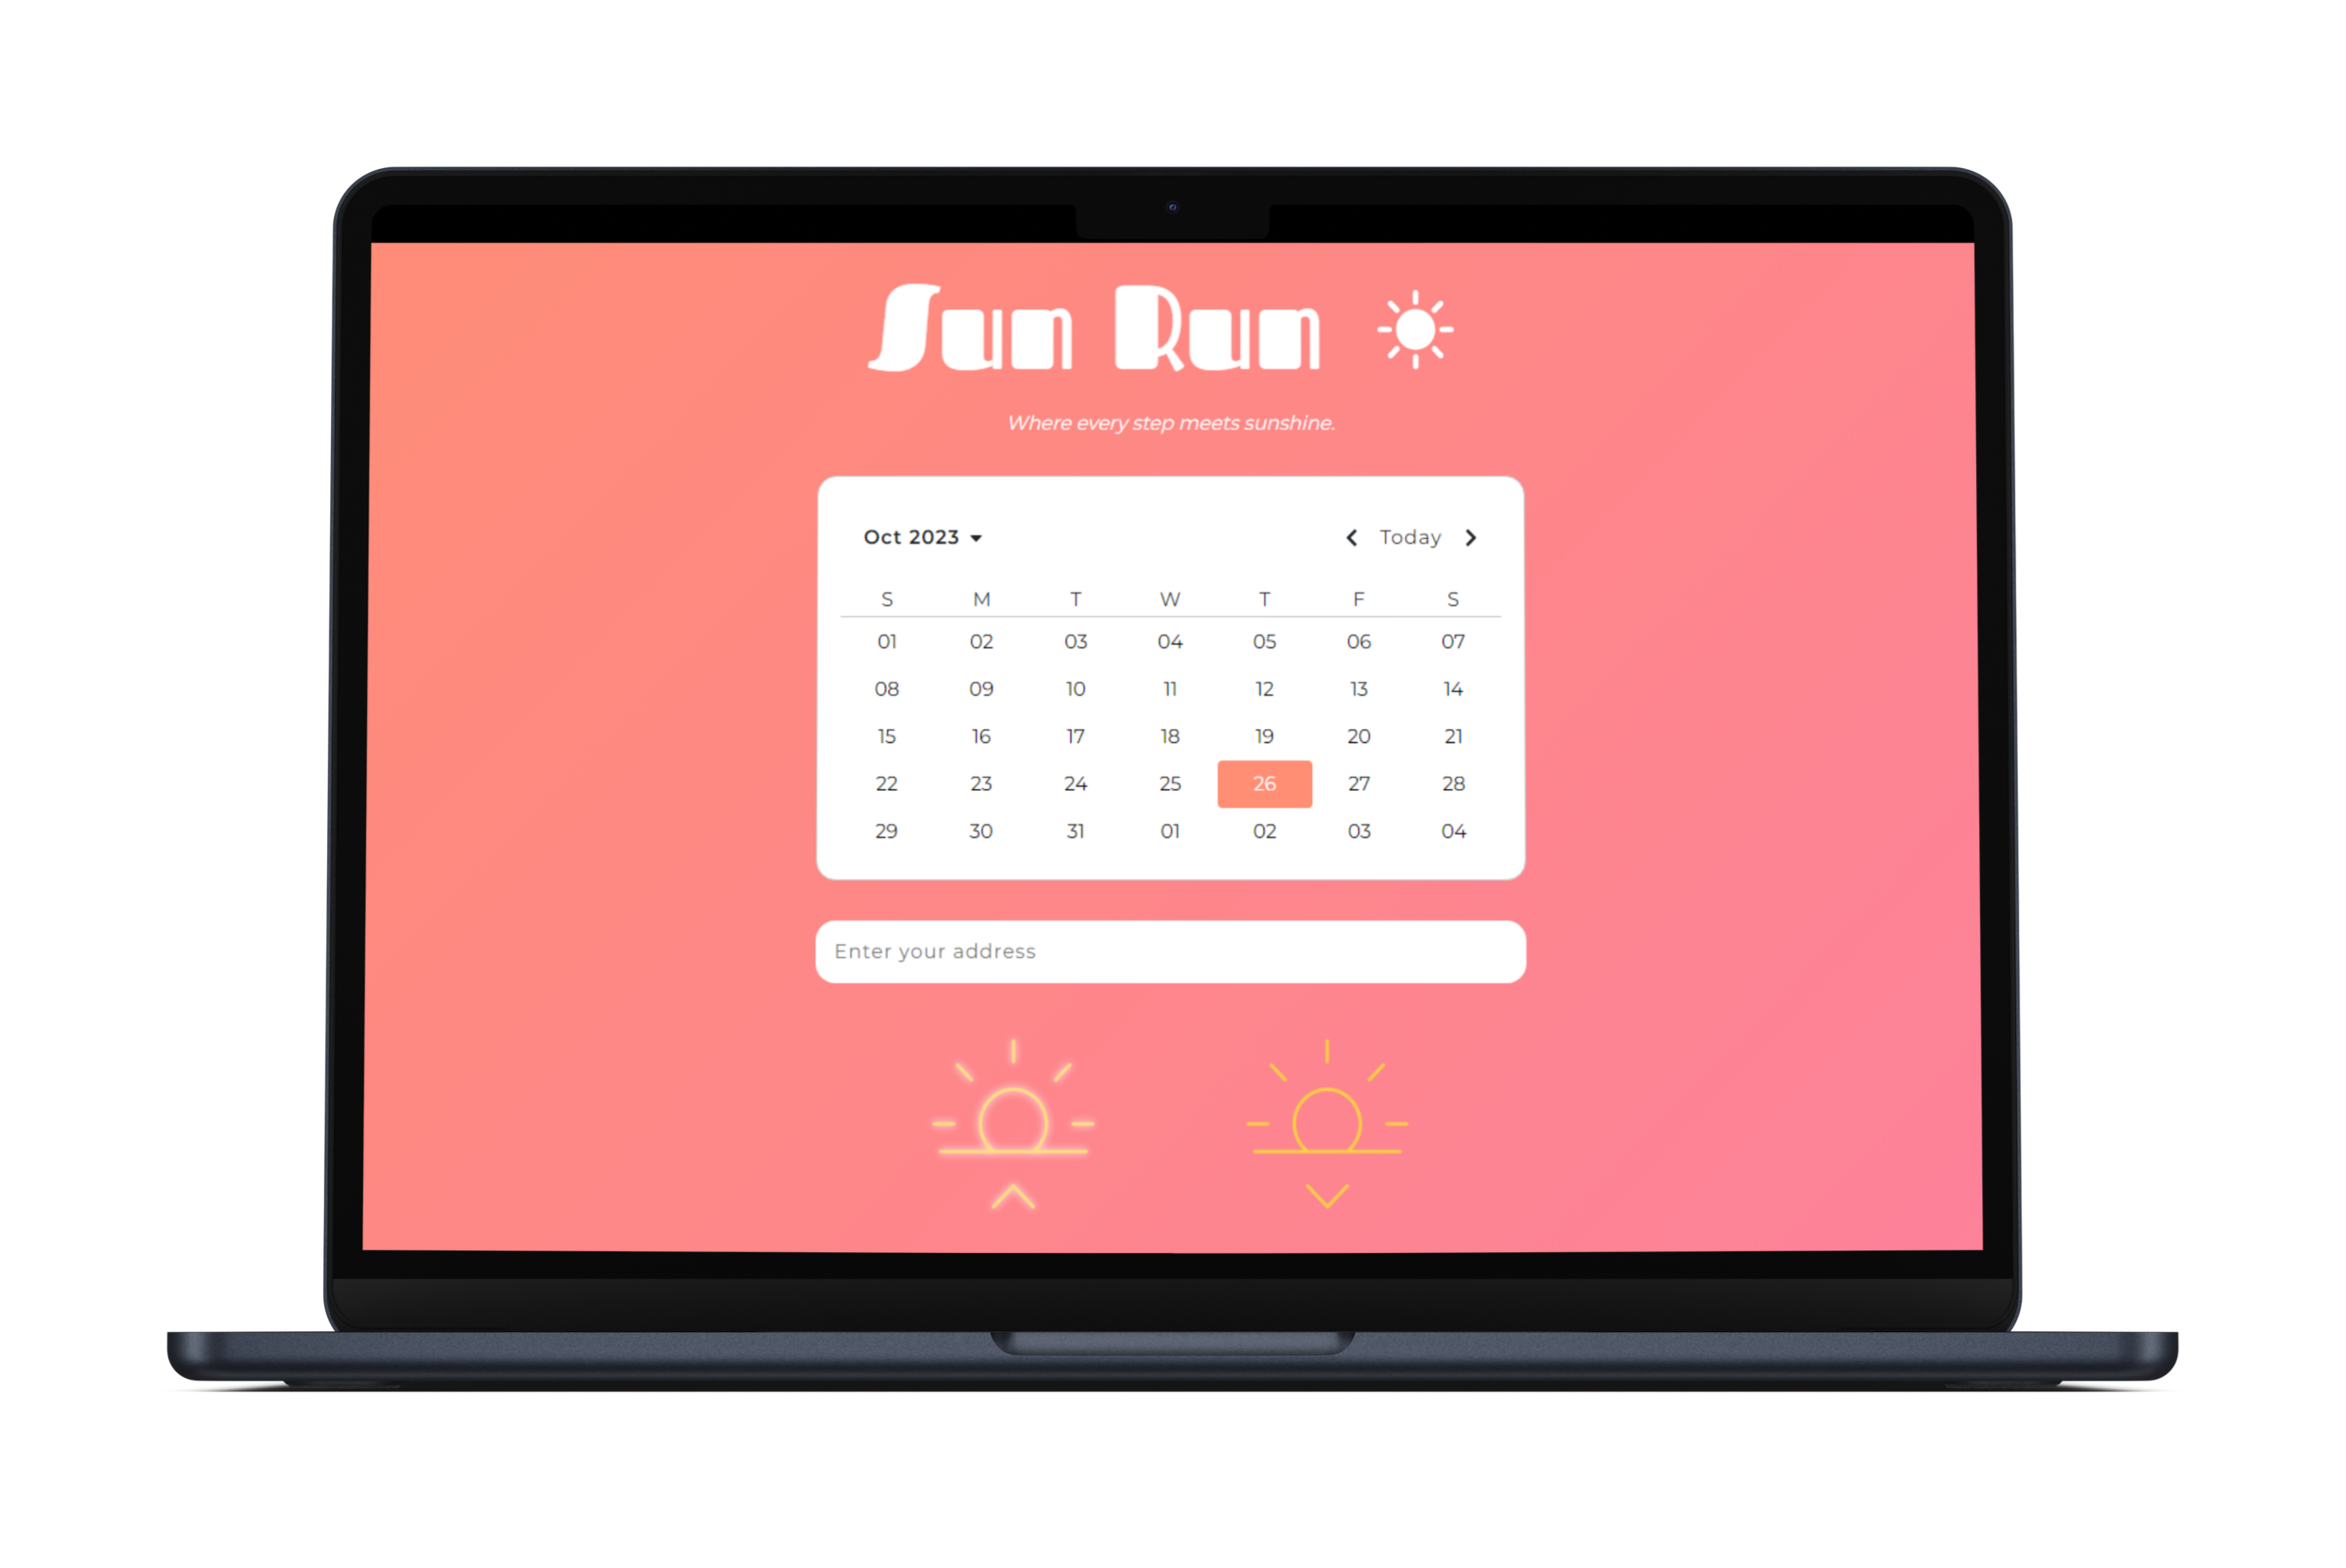 Sun Run
Where every step meets sunshine.
Oct 2023 Today
S M T W T F S
01 02 03 04 05 06 07
08 09 10 11 12 13 14
15 16 17 18 19 20 21
22 23 24 25 26 27 28
29 30 31 01 02 03 04
Enter your address